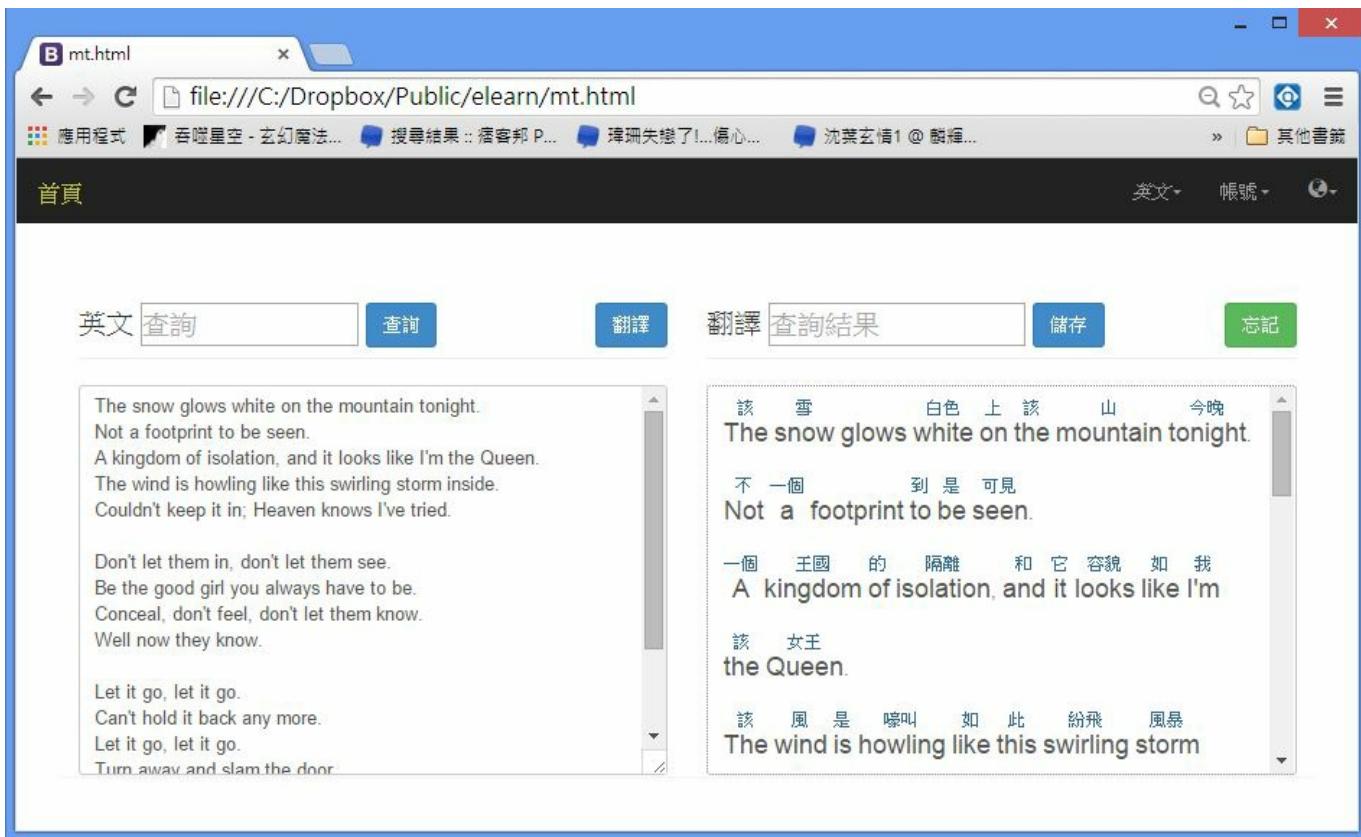 mt.html
file:///C:/Dropbox/Public/elearn/mt.html
應用程式 吞噬星空 - 玄幻魔法... 搜尋結果 :: 痞客邦 P... 瑋珊失戀了!...傷心... 沈葉玄情1 @ 麟輝... » 其他書籤
首頁 英文 帳號
英文 查詢 查詢 翻譯 翻譯 查詢結果 儲存 忘記
The snow glows white on the mountain tonight.
Not a footprint to be seen.
A kingdom of isolation, and it looks like I'm the Queen.
The wind is howling like this swirling storm inside.
Couldn't keep it in; Heaven knows I've tried.
Don't let them in, don't let them see.
Be the good girl you always have to be.
Conceal, don't feel, don't let them know.
Well now they know.
Let it go, let it go.
Can't hold it back any more.
Let it go, let it go.
Turn away and slam the door.
該 雪 白色 上 該 山 今晚
The snow glows white on the mountain tonight.
不 一個 到 是 可見
Not a footprint to be seen.
一個 王國 的 隔離 和 它 容貌 如 我
A kingdom of isolation, and it looks like I'm
該 女王
the Queen.
該 風 是 嚎叫 如 此 紛飛 風暴
The wind is howling like this swirling storm